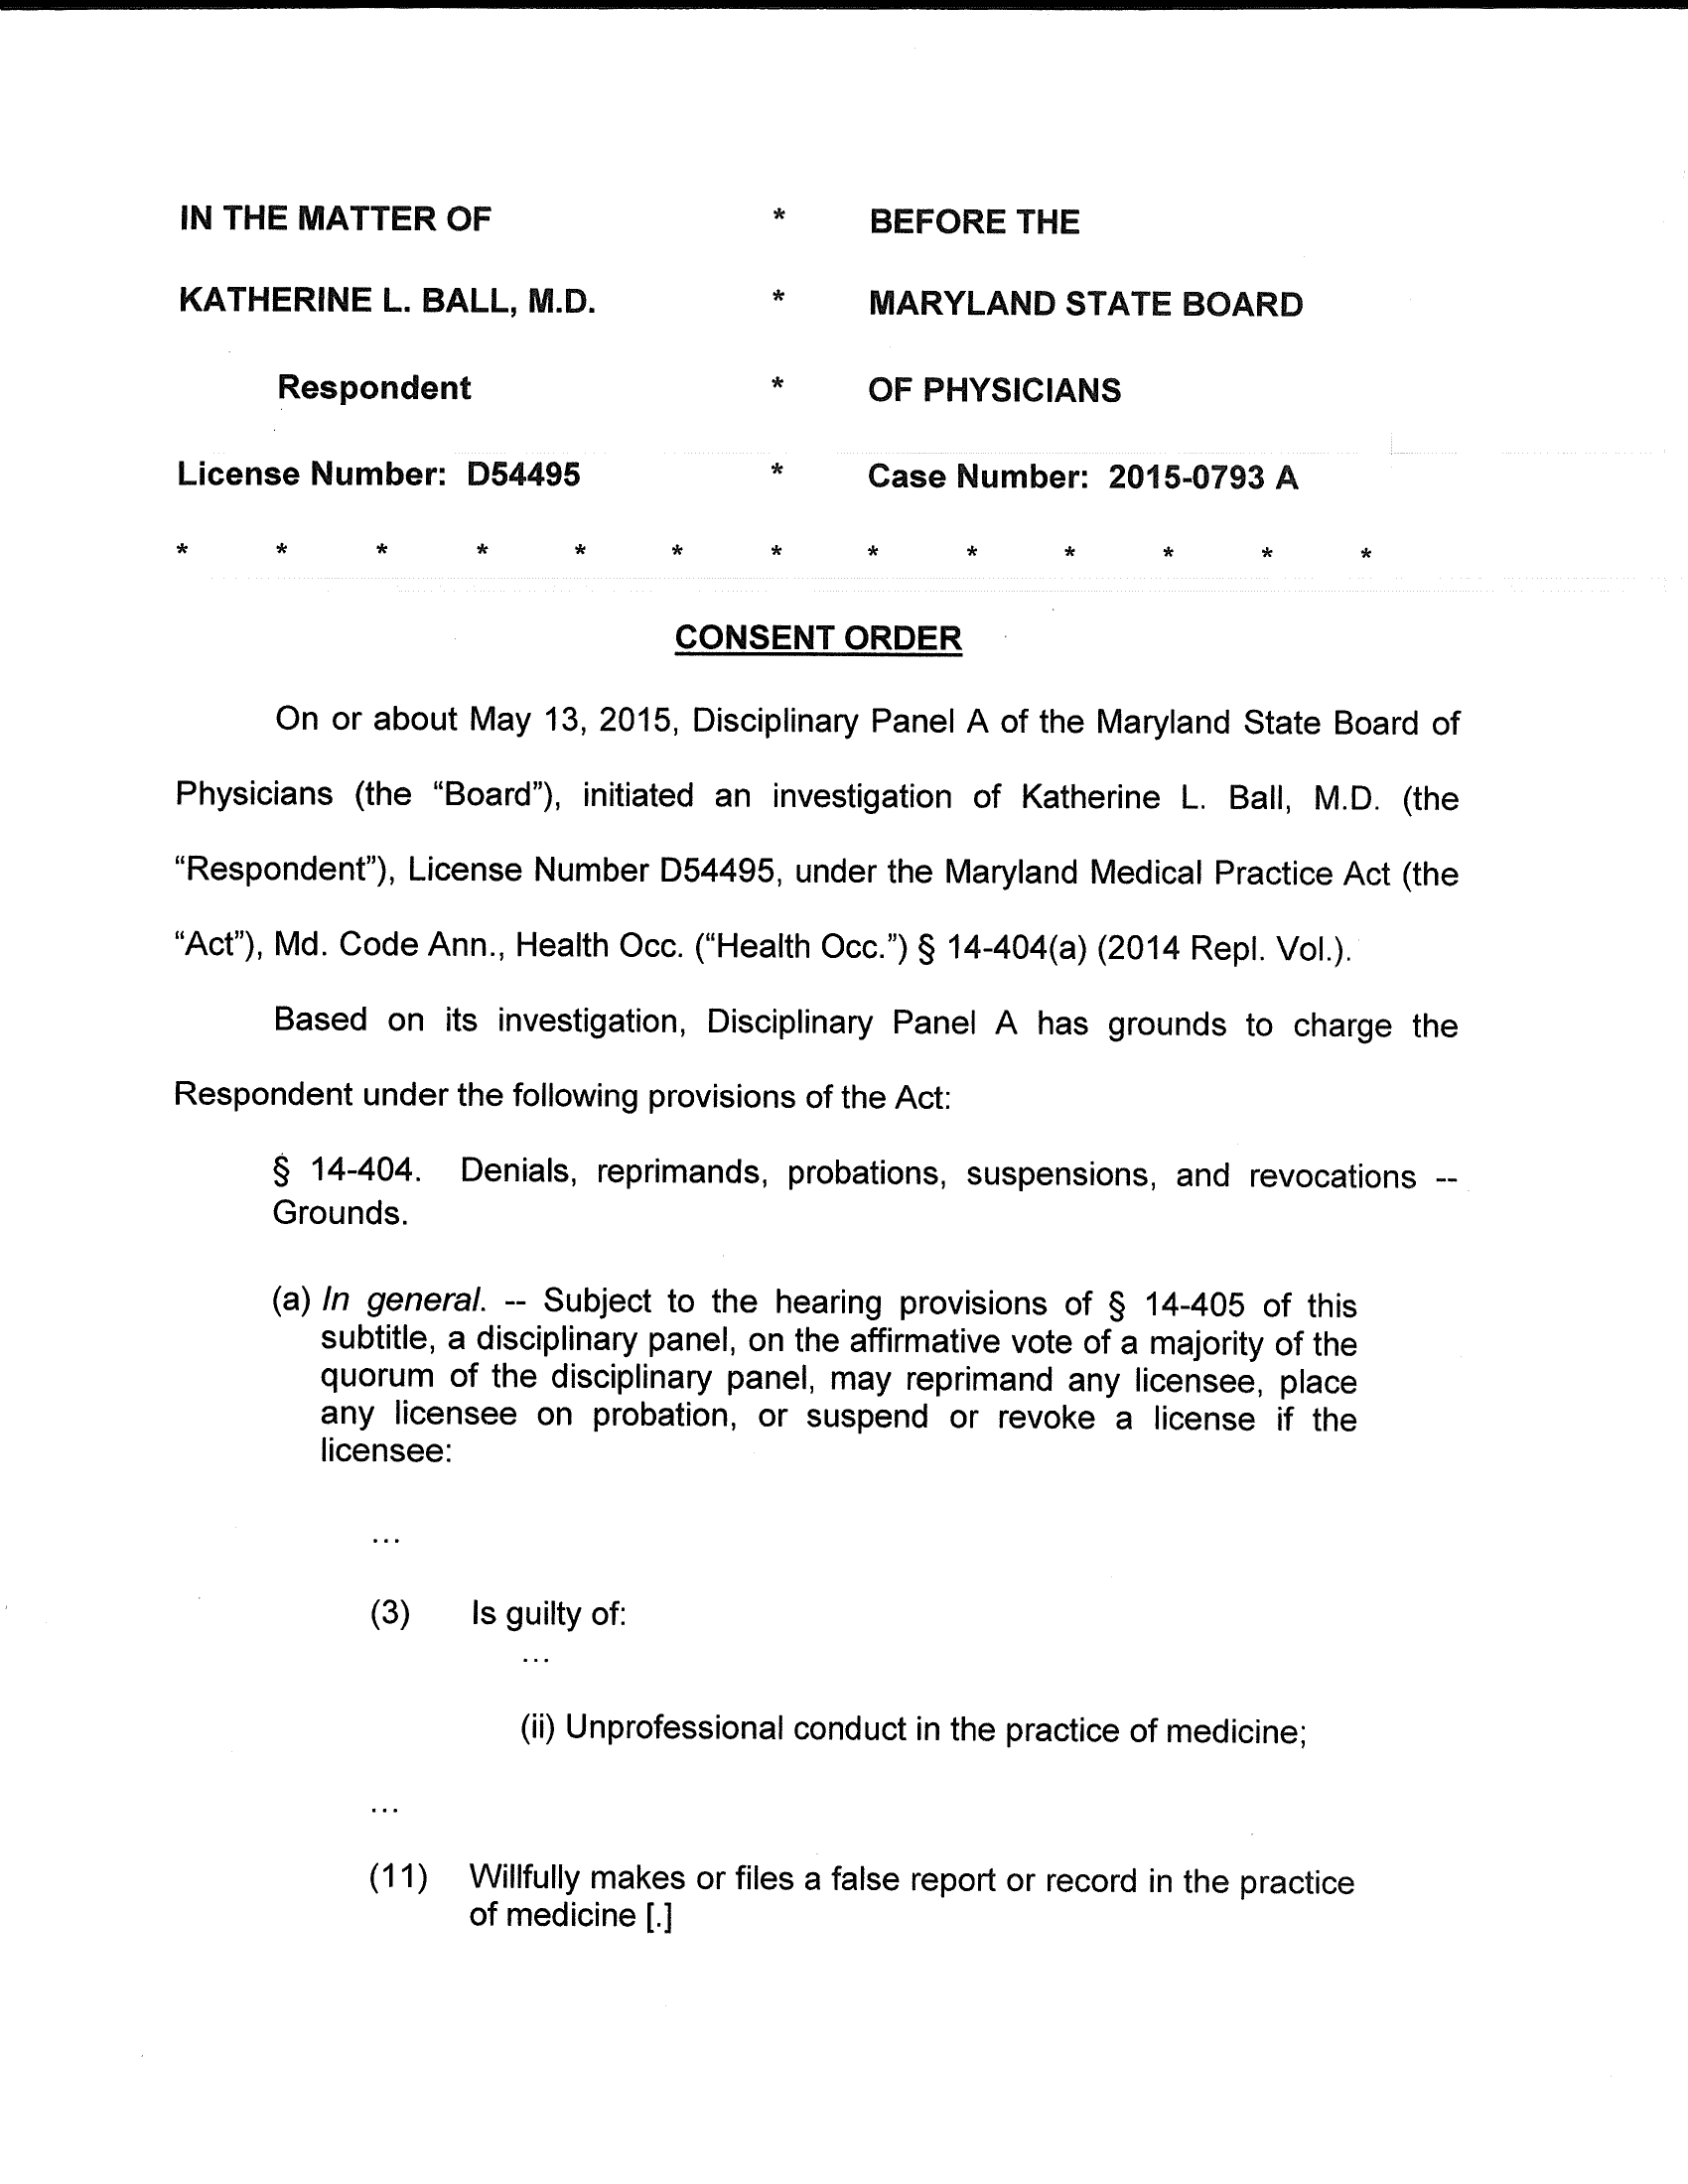 IN THE MATTER OF * BEFORE THE
KATHERINE L. BALL, M.D. * MARYLAND STATE BOARD
Respondent * OF PHYSICIANS
License Number: D54495 * Case Number: 2015-0793 A
* * * * * * * * * * * * *
CONSENT ORDER
On or about May 13, 2015, Disciplinary Panel A of the Maryland State Board of
Physicians (the “Board”), initiated an investigation of Katherine L. Ball, M.D. (the
“Respondent”), License Number D54495, under the Maryland Medical Practice Act (the
“Act”), Md. Code Ann., Health Occ. (“Health Occ.”) § 14-404(a) (2014 Repl. Vol.).
Based on its investigation, Disciplinary Panel A has grounds to charge the
Respondent under the following provisions of the Act:
§ 14-404. Denials, reprimands, probations, suspensions, and revocations --
Grounds.
(a) In general. -- Subject to the hearing provisions of § 14-405 of this
subtitle, a disciplinary panel, on the affirmative vote of a majority of the
quorum of the disciplinary panel, may reprimand any licensee, place
any licensee on probation, or suspend or revoke a license if the
licensee:
...
(3) Is guilty of:
...
(ii) Unprofessional conduct in the practice of medicine;
...
(11) Willfully makes or files a false report or record in the practice
of medicine [.]